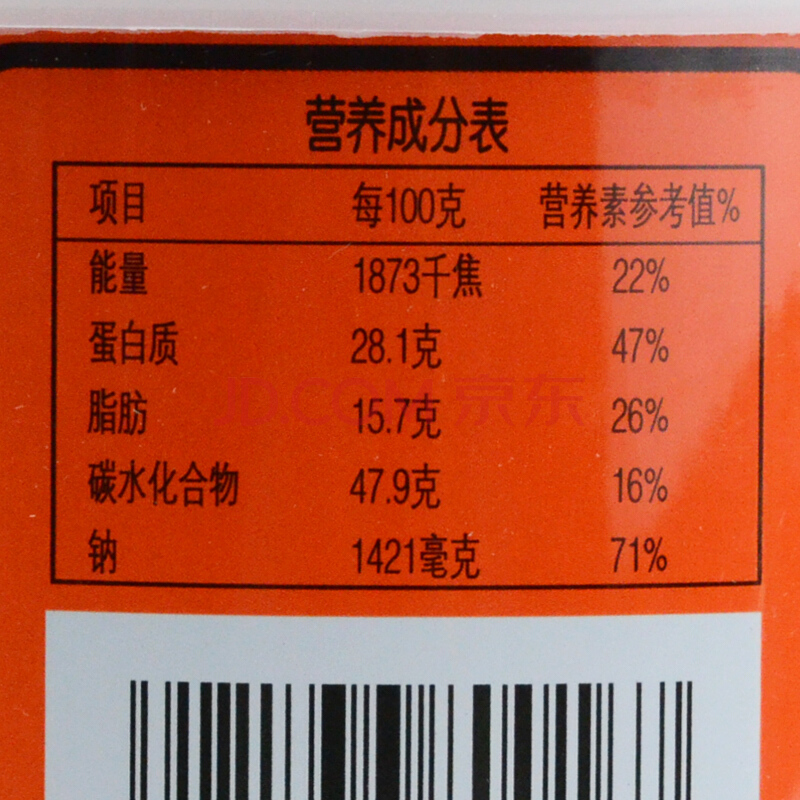 营养成分表
项目 每100克 营养素参考值%
能量 1873千焦 22%
蛋白质 28.1克 47%
JD.COM 京东
脂肪 15.7克 26%
碳水化合物 47.9克 16%
钠 1421毫克 71%